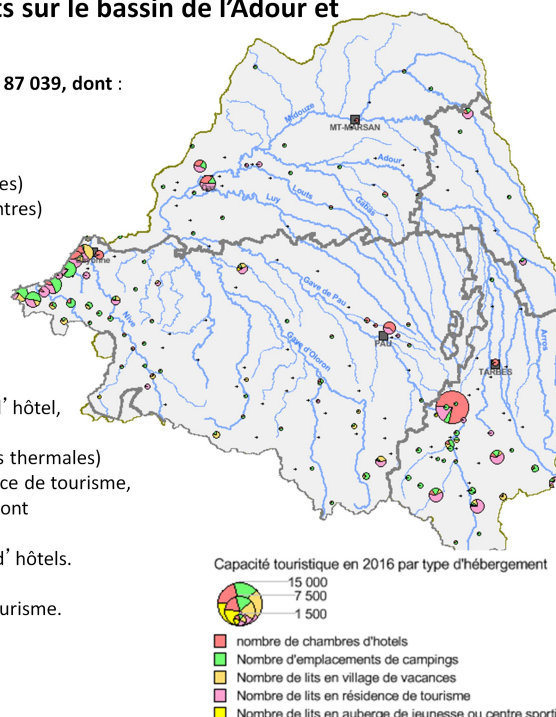 ts sur le bassin de l'Adour et
87 039, dont :
es)
ntres)
d'hôtel,
s thermales)
ce de tourisme,
ont
d'hôtels.
urisme.
Midouze
MT-MARSAN
Adour
Louts
Luy
Gabas
Bayonne
Nive
Gave de Pau
Gave d'Oloron
PAU
Arros
TARBES
Capacité touristique en 2016 par type d'hébergement
15 000
7 500
1 500
nombre de chambres d'hotels
Nombre d'emplacements de campings
Nombre de lits en village de vacances
Nombre de lits en résidence de tourisme
Nombre de lits en auberge de jeunesse ou centre sporti